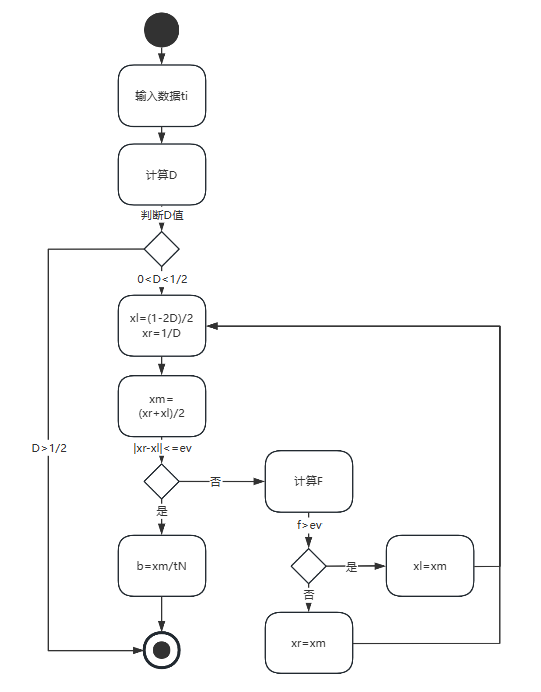 输入数据ti
计算D
判断D值
0<D<1/2
xl=(1-2D)/2
xr=1/D
xm=
(xr+xl)/2
D>1/2
|xr-xl|<=ev
否
计算F
是
f>ev
b=xm/tN
是
xl=xm
否
xr=xm